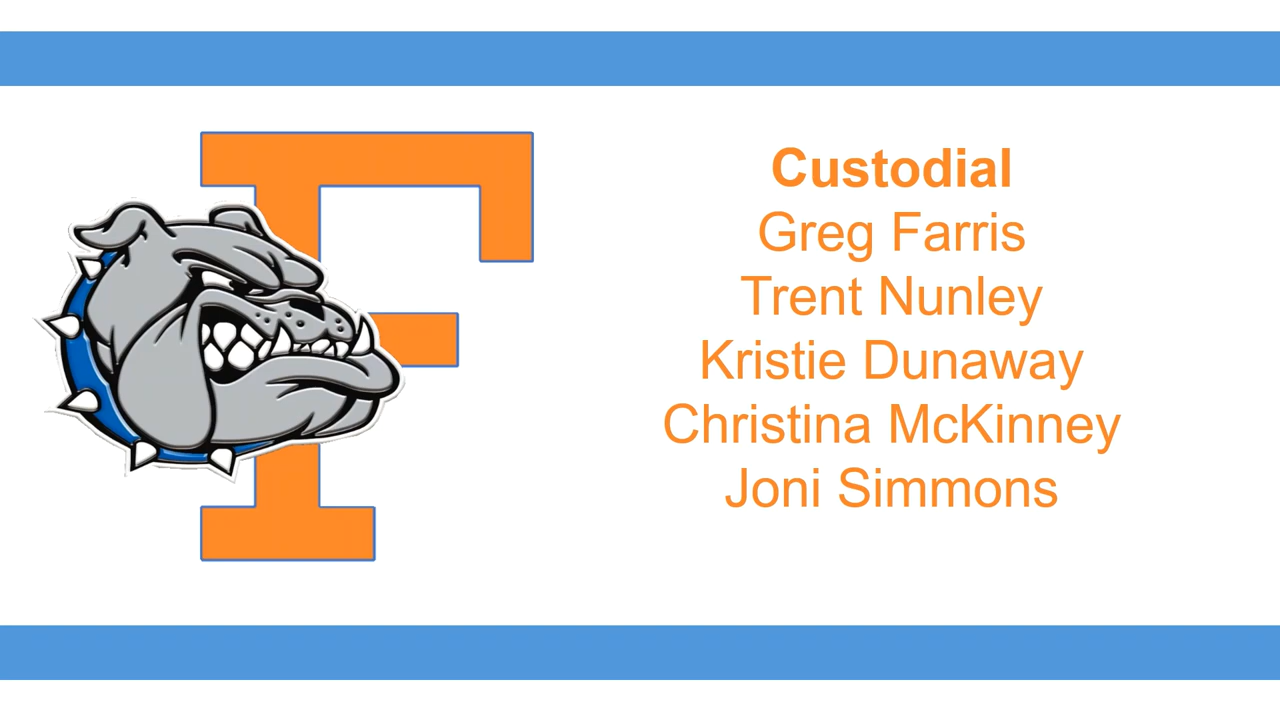 F
Custodial
Greg Farris
Trent Nunley
Kristie Dunaway
Christina McKinney
Joni Simmons